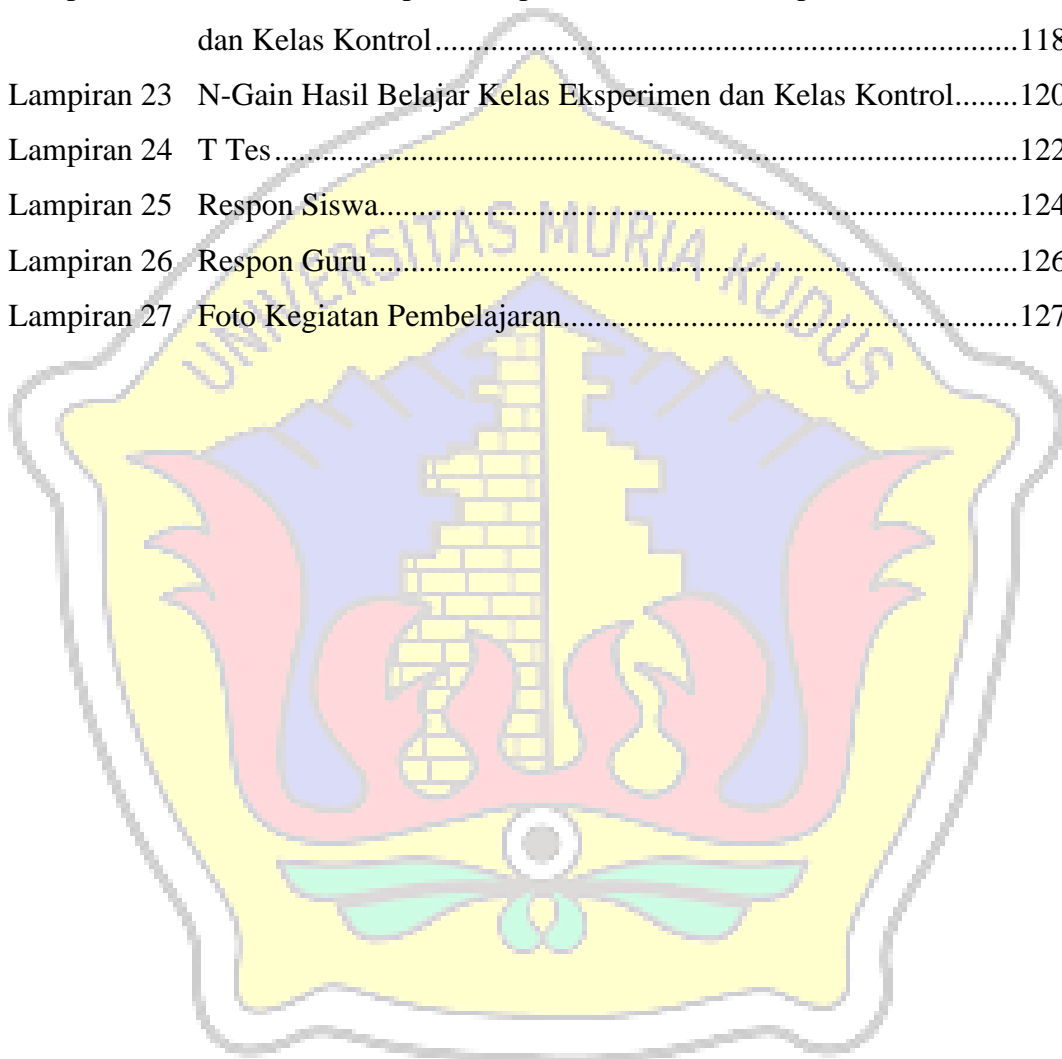 dan Kelas Kontrol........................................................................118
Lampiran 23 N-Gain Hasil Belajar Kelas Eksperimen dan Kelas Kontrol........120
Lampiran 24 T Tes............................................................................................122
Lampiran 25 Respon Siswa...............................................................................124
Lampiran 26 Respon Guru................................................................................126
Lampiran 27 Foto Kegiatan Pembelajaran........................................................127
UNIVERSITAS MURIA KUDUS